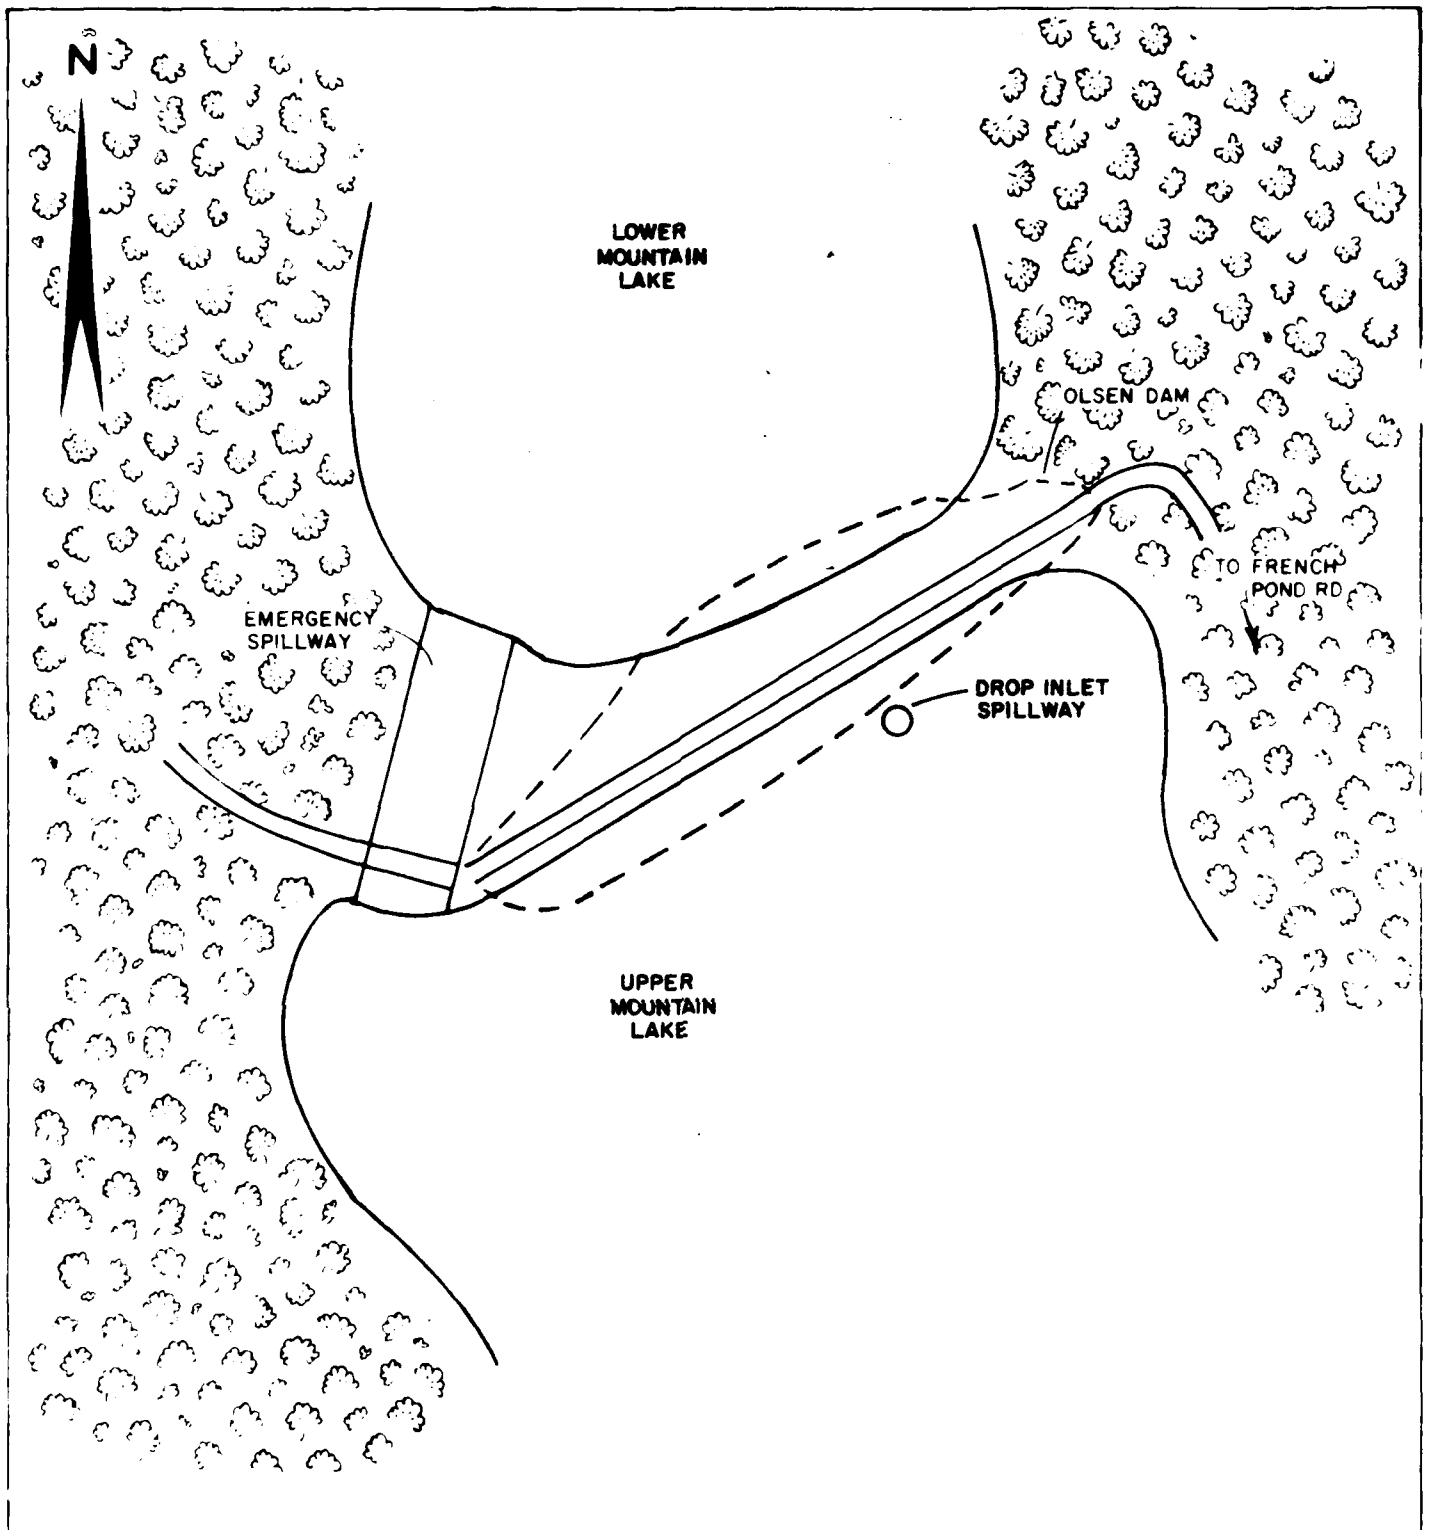 N
LOWER
MOUNTAIN
LAKE
OLSEN DAM
TO FRENCH
POND RD
EMERGENCY
SPILLWAY
DROP INLET
SPILLWAY
UPPER
MOUNTAIN
LAKE